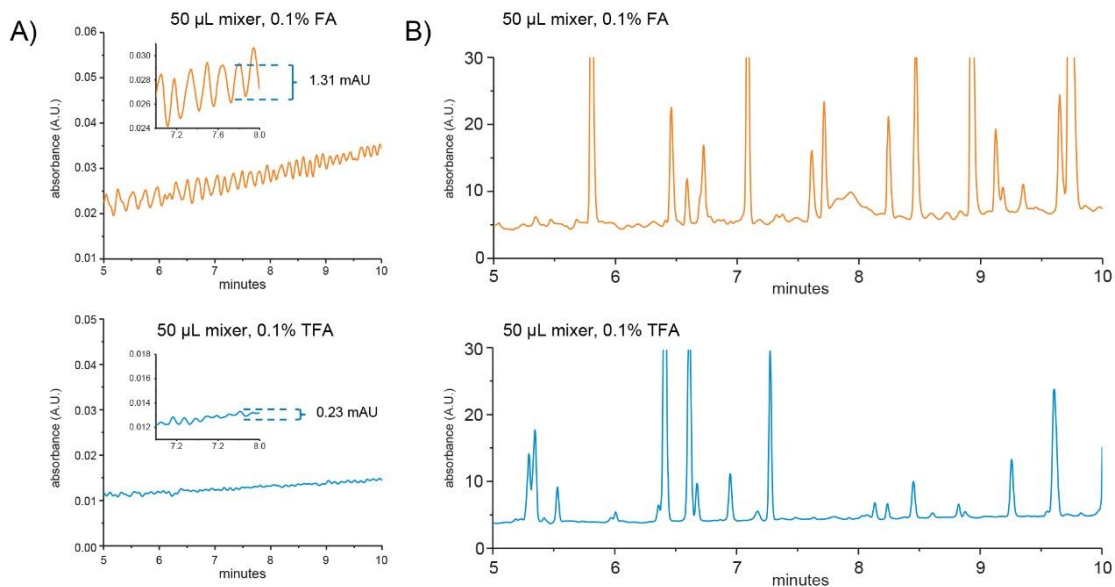 A)
50 µL mixer, 0.1% FA
absorbance (A.U.)
0.06
0.05
0.04
0.03
0.02
0.01
0.030
0.028
0.026
0.024
7.2 7.6 8.0
1.31 mAU
5 6 7 8 9 10
minutes
B)
50 µL mixer, 0.1% FA
absorbance (A.U.)
30
20
10
0
5 6 7 8 9 10
minutes
50 µL mixer, 0.1% TFA
absorbance (A.U.)
0.05
0.04
0.03
0.02
0.01
0.00
0.018
0.016
0.014
0.012
7.2 7.2 8.0
0.23 mAU
5 6 7 8 9 10
minutes
50 µL mixer, 0.1% TFA
absorbance (A.U.)
30
20
10
0
5 6 7 8 9 10
minutes